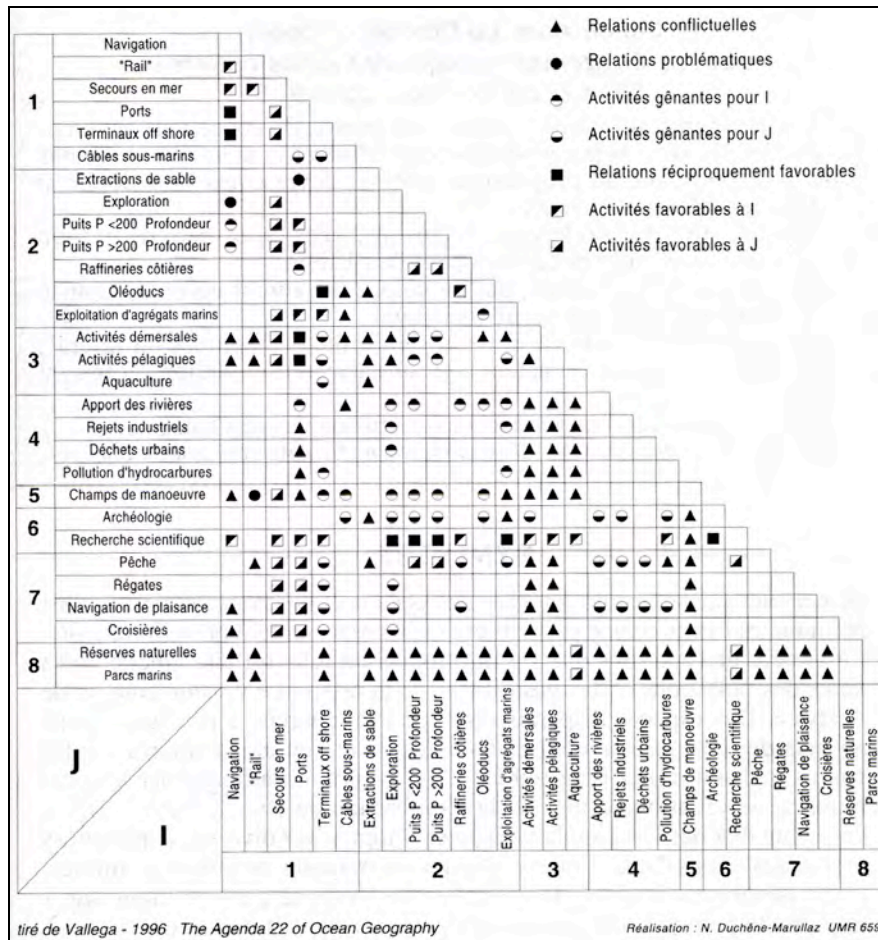 Relations conflictuelles
Relations problématiques
Activités gênantes pour I
Activités gênantes pour J
Relations réciproquement favorables
Activités favorables à I
Activités favorables à J
1
Navigation
"Rail"
Secours en mer
Ports
Terminaux off shore
Câbles sous-marins
2
Extractions de sable
Exploration
Puits P <200 Profondeur
Puits P >200 Profondeur
Raffineries côtières
Oléoducs
Exploitation d'agrégats marins
3
Activités démersales
Activités pélagiques
Aquaculture
4
Apport des rivières
Rejets industriels
Déchets urbains
Pollution d'hydrocarbures
5
Champs de manoeuvre
6
Archéologie
Recherche scientifique
7
Pêche
Régates
Navigation de plaisance
Croisières
8
Réserves naturelles
Parcs marins
J
I
Navigation
"Rail"
Secours en mer
Ports
Terminaux off shore
Câbles sous-marins
Extractions de sable
Exploration
Puits P <200 Profondeur
Puits P >200 Profondeur
Raffineries côtières
Oléoducs
Exploitation d'agrégats marins
Activités démersales
Activités pélagiques
Aquaculture
Apport des rivières
Rejets industriels
Déchets urbains
Pollution d'hydrocarbures
Champs de manoeuvre
Archéologie
Recherche scientifique
Pêche
Régates
Navigation de plaisance
Croisières
Réserves naturelles
Parcs marins
1 2 3 4 5 6 7 8
tiré de Vallega - 1996 The Agenda 22 of Ocean Geography
Réalisation : N. Duchêne-Marullaz UMR 659